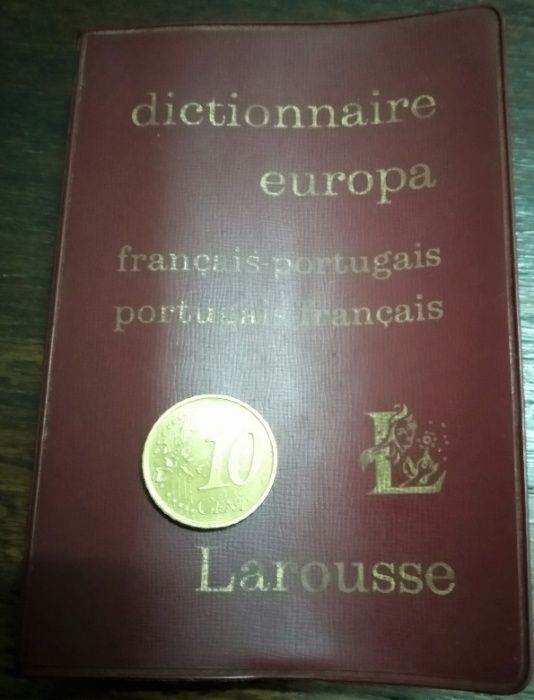 dictionnaire
europa
français-portugais
portugais-français
10
CENT
L
Larousse